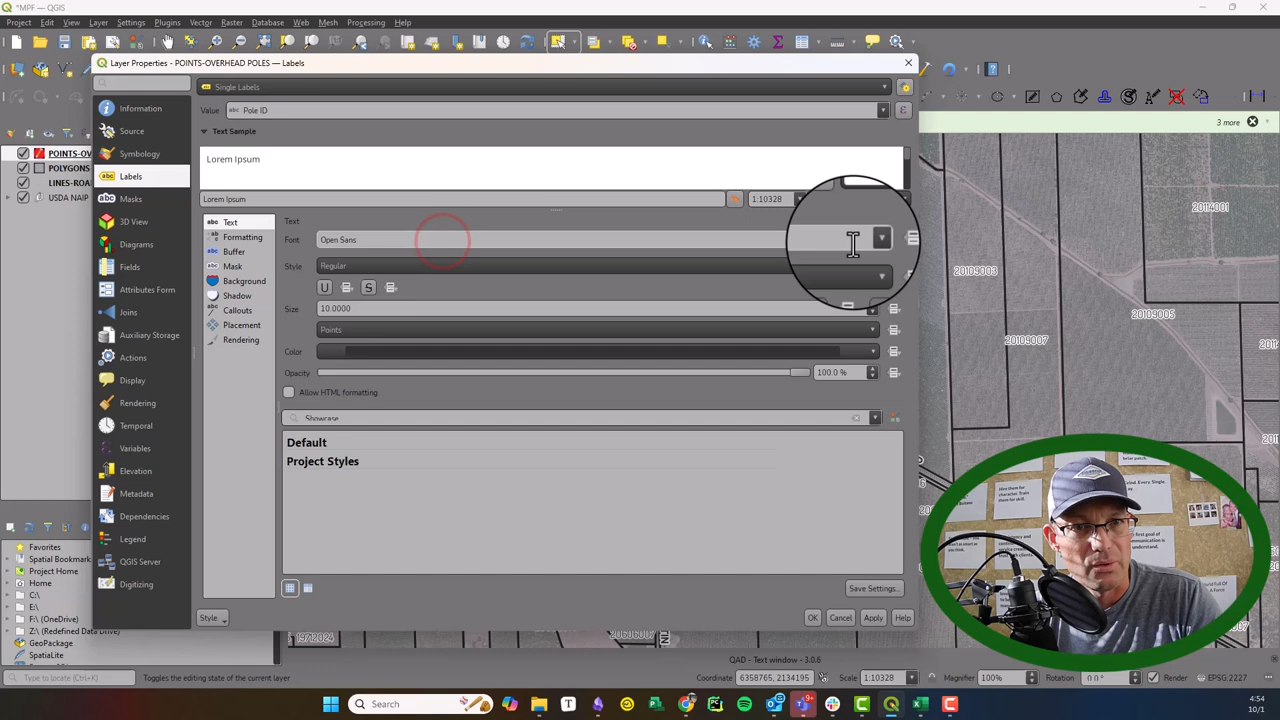 *MPF — QGIS
Project Edit View Layer Settings Plugins Vector Raster Database Web Mesh Processing Help
Layer Properties - POINTS-OVERHEAD POLES — Labels
Single Labels
Value abc Pole ID
Text Sample
Lorem Ipsum
Lorem Ipsum
1:10328
Information
Source
Symbology
Labels
Masks
3D View
Diagrams
Fields
Attributes Form
Joins
Auxiliary Storage
Actions
Display
Rendering
Temporal
Variables
Elevation
Metadata
Dependencies
Legend
QGIS Server
Digitizing
Text
Formatting
Buffer
Mask
Background
Shadow
Callouts
Placement
Rendering
Text
Font Open Sans
Style Regular
U S
Size 10.0000
Points
Color
Opacity 100.0 %
Allow HTML formatting
Showcase
Default
Project Styles
Save Settings...
Style OK Cancel Apply Help
POINTS-OV
POLYGONS
LINES-ROA
USDA NAIP
Favorites
Spatial Bookmark
Project Home
Home
C:\
E:\
F:\ (OneDrive)
Z:\ (Redefined Data Drive)
GeoPackage
SpatiaLite
3 more
20114001
20109003
20109005
20109007
19712024
20606007
QAD - Text window - 3.0.6
Type to locate (Ctrl+K)
Toggles the editing state of the current layer
Coordinate 6358765, 2134195 Scale 1:10328 Magnifier 100% Rotation 0.0 ° Render EPSG:2227
Search
4:54
10/1